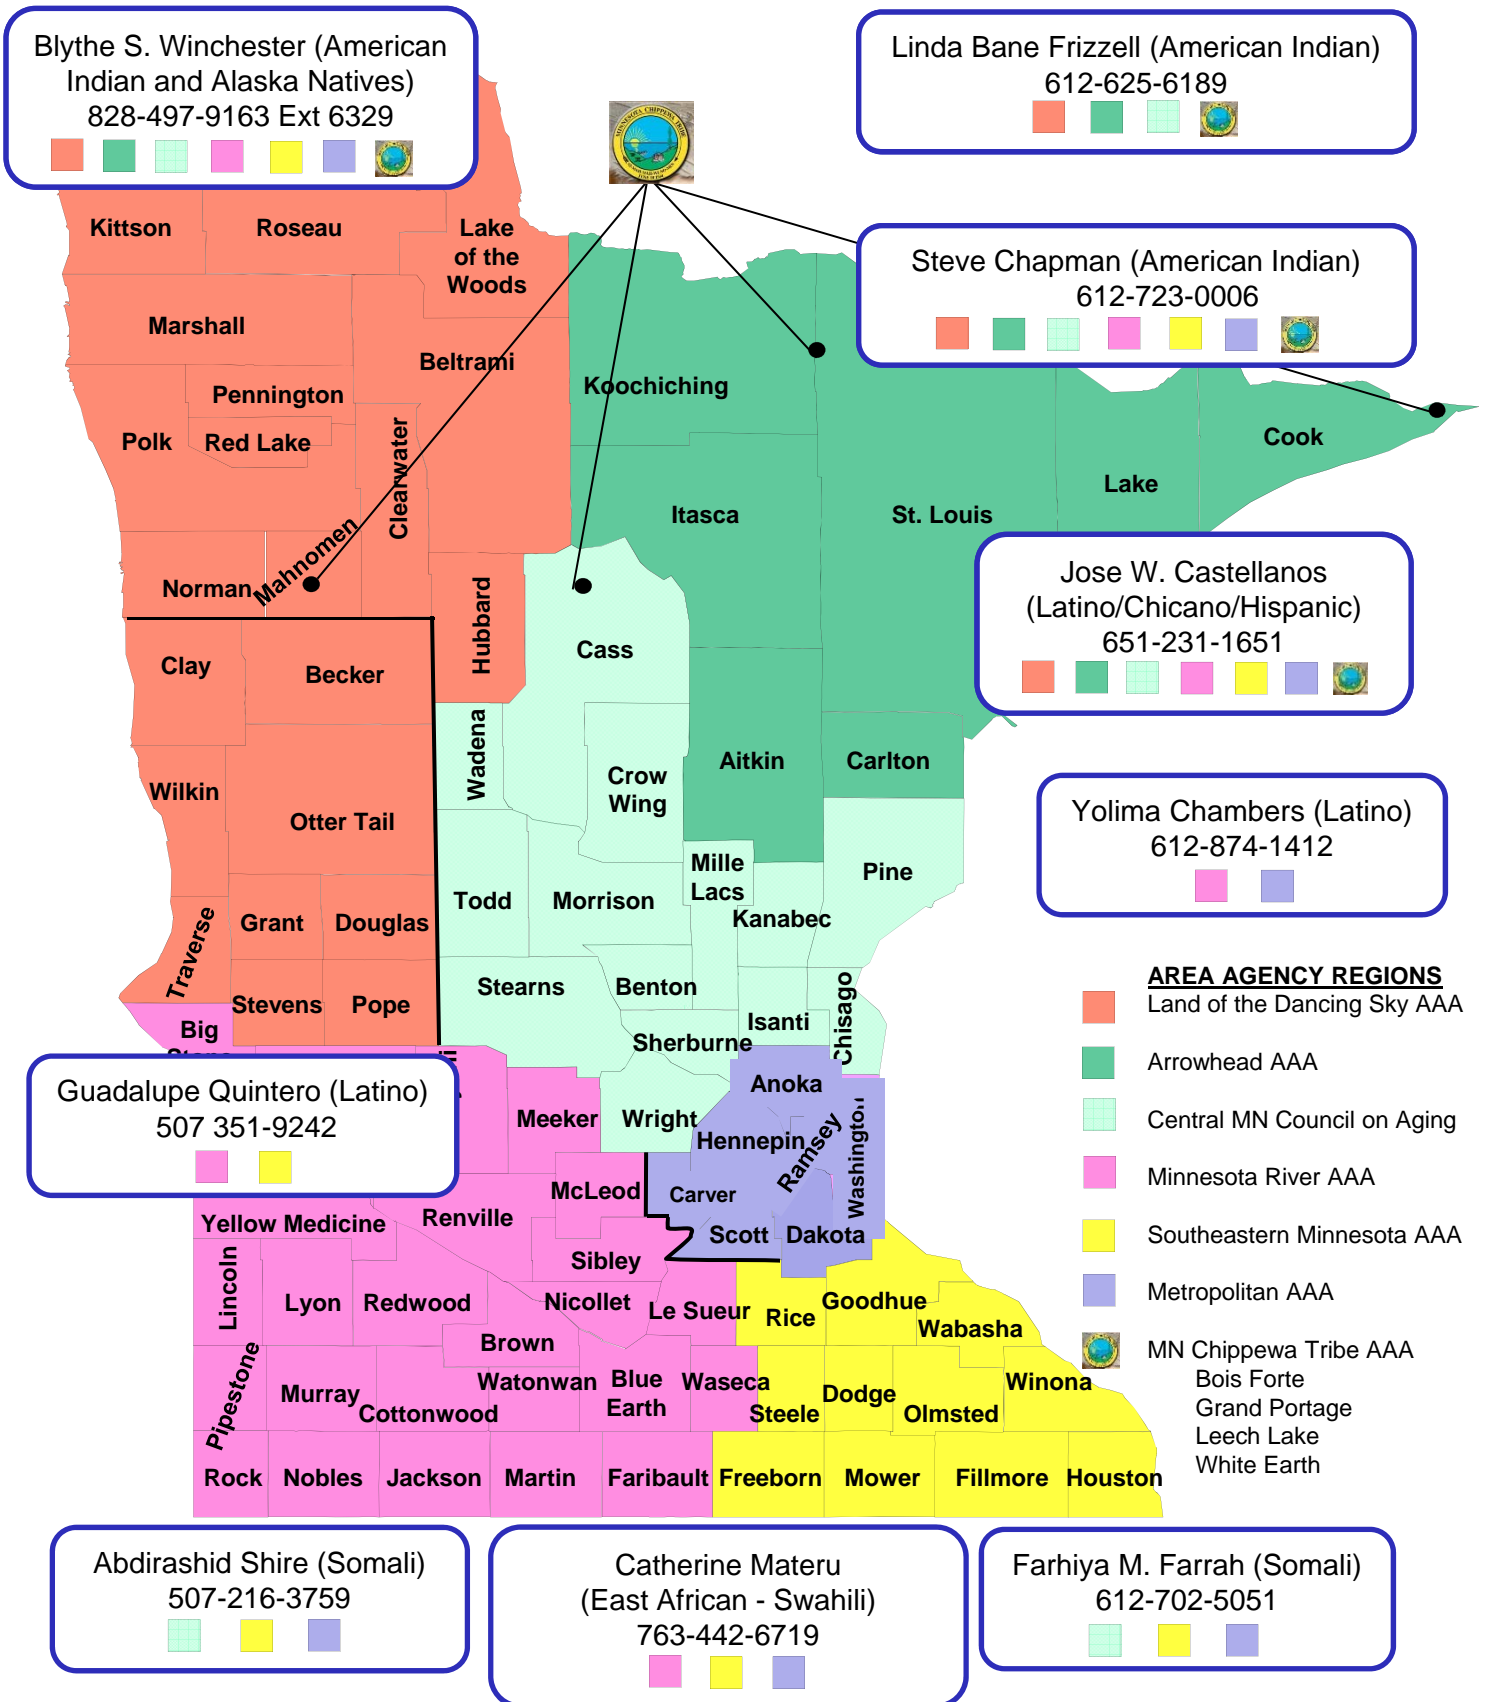 Blythe S. Winchester (American
Indian and Alaska Natives)
828-497-9163 Ext 6329
Linda Bane Frizzell (American Indian)
612-625-6189
MINNESOTA CHIPPEWA TRIBE
Steve Chapman (American Indian)
612-723-0006
Kittson
Roseau
Lake
of the
Woods
Marshall
Beltrami
Koochiching
Pennington
Polk
Red Lake
Clearwater
Cook
Lake
Itasca
St. Louis
Mahnomen
Norman
Hubbard
Cass
Jose W. Castellanos
(Latino/Chicano/Hispanic)
651-231-1651
Clay
Becker
Wadena
Crow
Wing
Aitkin
Carlton
Wilkin
Otter Tail
Yolima Chambers (Latino)
612-874-1412
Mille
Lacs
Pine
Todd
Morrison
Kanabec
Grant
Douglas
Traverse
Stevens
Pope
Stearns
Benton
Isanti
Chisago
Sherburne
Big
Guadalupe Quintero (Latino)
507 351-9242
Meeker
Wright
Anoka
Hennepin
Ramsey
Washington
McLeod
Carver
Scott
Dakota
Yellow Medicine
Renville
Sibley
Lincoln
Lyon
Redwood
Nicollet
Le Sueur
Rice
Goodhue
Wabasha
Brown
Pipestone
Murray
Cottonwood
Watonwan
Blue
Earth
Waseca
Steele
Dodge
Olmsted
Winona
Rock
Nobles
Jackson
Martin
Faribault
Freeborn
Mower
Fillmore
Houston
AREA AGENCY REGIONS
Land of the Dancing Sky AAA
Arrowhead AAA
Central MN Council on Aging
Minnesota River AAA
Southeastern Minnesota AAA
Metropolitan AAA
MN Chippewa Tribe AAA
Bois Forte
Grand Portage
Leech Lake
White Earth
Abdirashid Shire (Somali)
507-216-3759
Catherine Materu
(East African - Swahili)
763-442-6719
Farhiya M. Farrah (Somali)
612-702-5051